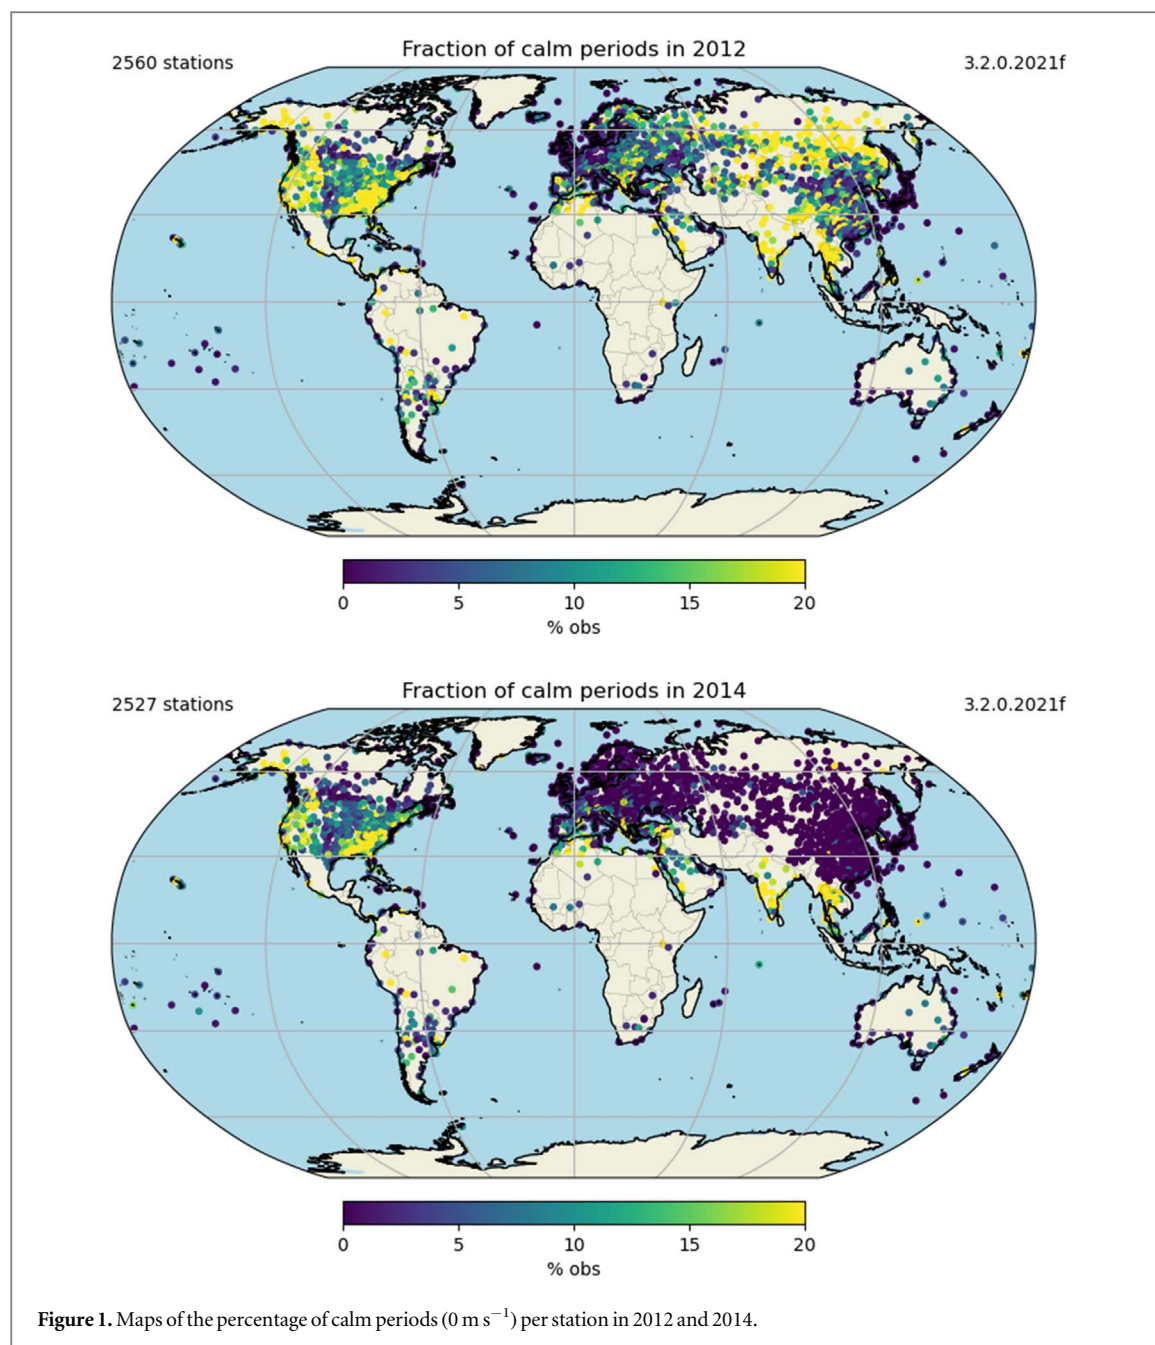 Fraction of calm periods in 2012
2560 stations
3.2.0.2021f
0 5 10 15 20
% obs
Fraction of calm periods in 2014
2527 stations
3.2.0.2021f
0 5 10 15 20
% obs
Figure 1. Maps of the percentage of calm periods (0 m s⁻¹) per station in 2012 and 2014.